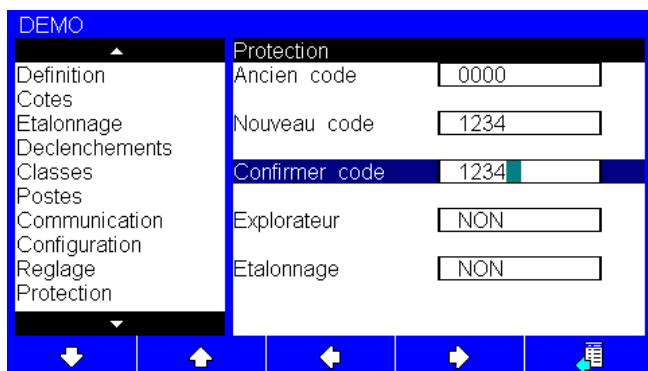 DEMO
Definition
Cotes
Etalonnage
Declenchements
Classes
Postes
Communication
Configuration
Reglage
Protection
Protection
Ancien code 0000
Nouveau code 1234
Confirmer code 1234
Explorateur NON
Etalonnage NON